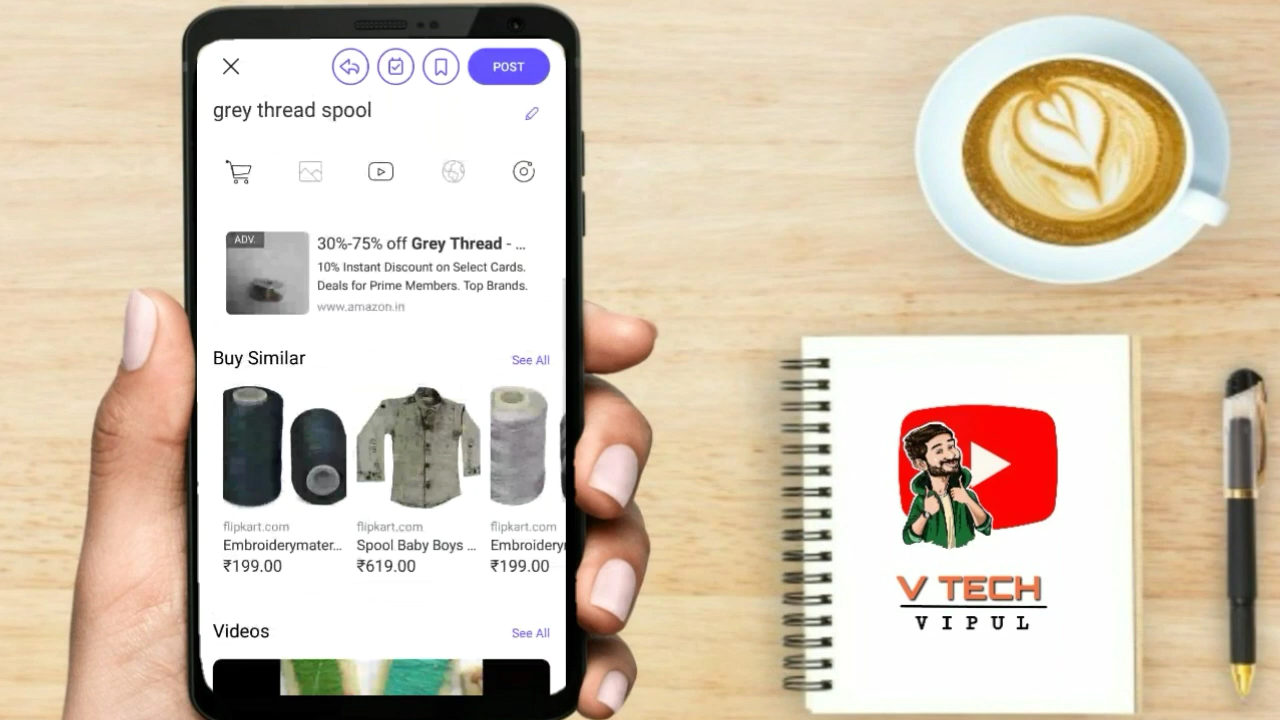 POST
grey thread spool
ADV.
30%-75% off Grey Thread - ...
10% Instant Discount on Select Cards.
Deals for Prime Members. Top Brands.
www.amazon.in
Buy Similar
See All
flipkart.com
Embroiderymater...
₹199.00
flipkart.com
Spool Baby Boys ...
₹619.00
flipkart.com
Embroidery
₹199.00
Videos
See All
V TECH
VIPUL